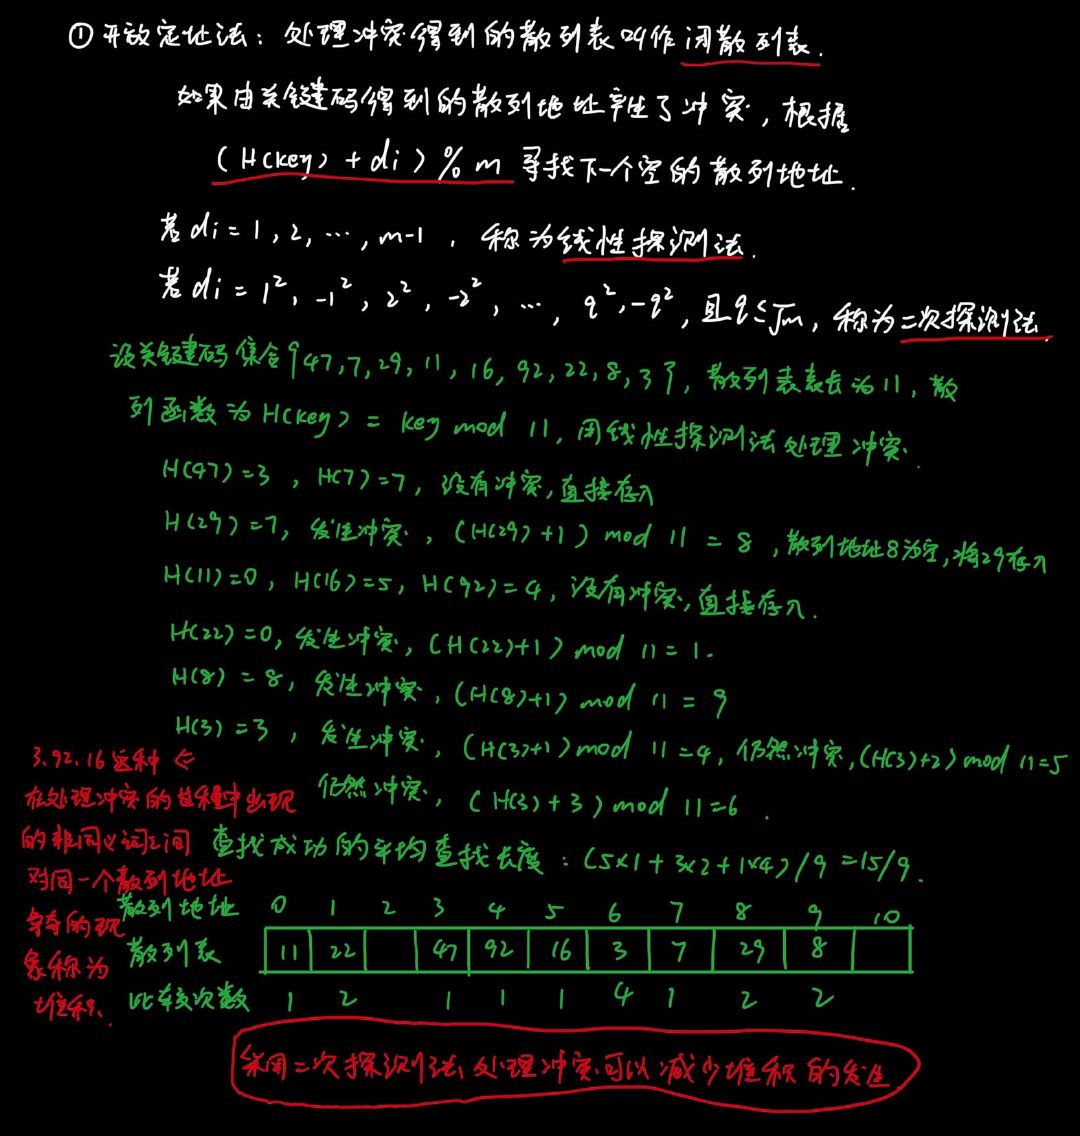 ① 开放定址法：处理冲突得到的散列表叫作闭散列表．
如果由关键码得到的散列地址产生了冲突，根据
（H(key)＋di）% m 寻找下一个空的散列地址．
若di＝1，2，…，m-1，称为线性探测法．
若di＝1²，-1²，2²，-2²，…，q²，-q²，且q≤√m，称为二次探测法
设关键码集合{47,7,29,11,16,92,22,8,3}，散列表表长为11，散
列函数为H(key)＝key mod 11，用线性探测法处理冲突．
H(47)=3，H(7)=7，没有冲突，直接存入
H(29)=7，发生冲突，（H(29)+1）mod 11 = 8，散列地址8为空，将29存入
H(11)=0，H(16)=5，H(92)=4，没有冲突，直接存入．
H(22)=0，发生冲突，（H(22)+1）mod 11=1．
H(8)=8，发生冲突，（H(8)+1）mod 11 = 9
H(3)=3，发生冲突，（H(3)+1）mod 11=4，仍然冲突，（H(3)+2）mod 11=5
仍然冲突，（H(3)+3）mod 11=6．
3.92.16这种←
在处理冲突的过程中出现
的非同义词之间
对同一个散列地址
争夺的现
象称为
堆积．
查找成功的平均查找长度：（5×1+3×2+1×4）/9=15/9．
散列地址 0 1 2 3 4 5 6 7 8 9 10
散列表 11 22 47 92 16 3 7 29 8
比较次数 1 2 1 1 1 4 1 2 2
采用二次探测法处理冲突可以减少堆积的发生